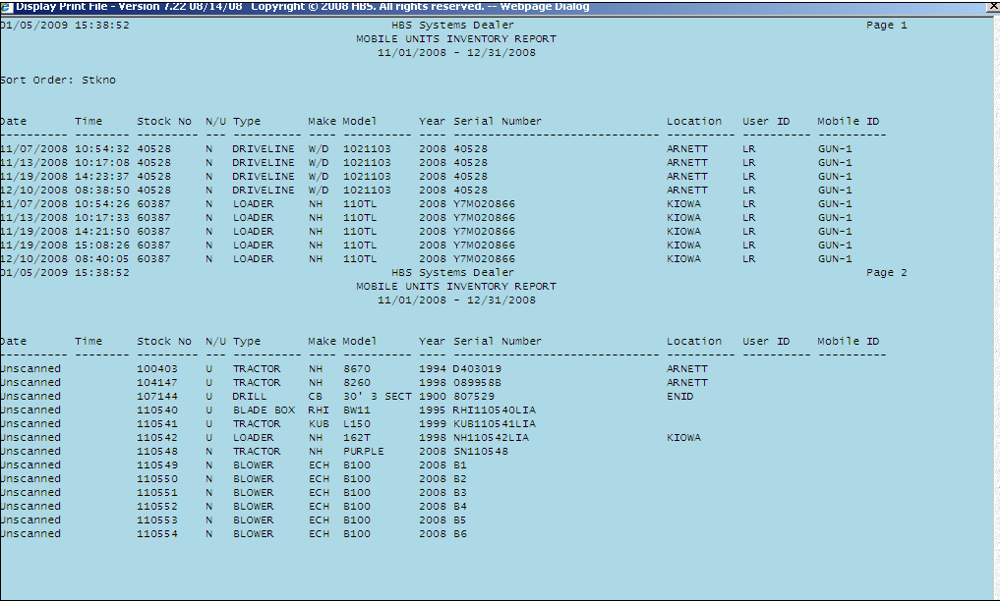 Display Print File - Version 7.22 08/14/08 Copyright © 2008 HBS. All rights reserved. -- Webpage Dialog
01/05/2009 15:38:52 HBS Systems Dealer Page 1
MOBILE UNITS INVENTORY REPORT
11/01/2008 - 12/31/2008
Sort Order: Stkno
Date Time Stock No N/U Type Make Model Year Serial Number Location User ID Mobile ID
11/07/2008 10:54:32 40528 N DRIVELINE W/D 1021103 2008 40528 ARNETT LR GUN-1
11/13/2008 10:17:08 40528 N DRIVELINE W/D 1021103 2008 40528 ARNETT LR GUN-1
11/19/2008 14:23:37 40528 N DRIVELINE W/D 1021103 2008 40528 ARNETT LR GUN-1
12/10/2008 08:38:50 40528 N DRIVELINE W/D 1021103 2008 40528 ARNETT LR GUN-1
11/07/2008 10:54:26 60387 N LOADER NH 110TL 2008 Y7M020866 KIOWA LR GUN-1
11/13/2008 10:17:33 60387 N LOADER NH 110TL 2008 Y7M020866 KIOWA LR GUN-1
11/19/2008 14:21:50 60387 N LOADER NH 110TL 2008 Y7M020866 KIOWA LR GUN-1
11/19/2008 15:08:26 60387 N LOADER NH 110TL 2008 Y7M020866 KIOWA LR GUN-1
12/10/2008 08:40:05 60387 N LOADER NH 110TL 2008 Y7M020866 KIOWA LR GUN-1
01/05/2009 15:38:52 HBS Systems Dealer Page 2
MOBILE UNITS INVENTORY REPORT
11/01/2008 - 12/31/2008
Date Time Stock No N/U Type Make Model Year Serial Number Location User ID Mobile ID
Unscanned 100403 U TRACTOR NH 8670 1994 D403019 ARNETT
Unscanned 104147 U TRACTOR NH 8260 1998 089958B ARNETT
Unscanned 107144 U DRILL CB 30' 3 SECT 1900 807529 ENID
Unscanned 110540 U BLADE BOX RHI BW11 1995 RHI110540LIA
Unscanned 110541 U TRACTOR KUB L150 1999 KUB110541LIA
Unscanned 110542 U LOADER NH 162T 1998 NH110542LIA KIOWA
Unscanned 110548 N TRACTOR NH PURPLE 2008 SN110548
Unscanned 110549 N BLOWER ECH B100 2008 B1
Unscanned 110550 N BLOWER ECH B100 2008 B2
Unscanned 110551 N BLOWER ECH B100 2008 B3
Unscanned 110552 N BLOWER ECH B100 2008 B4
Unscanned 110553 N BLOWER ECH B100 2008 B5
Unscanned 110554 N BLOWER ECH B100 2008 B6